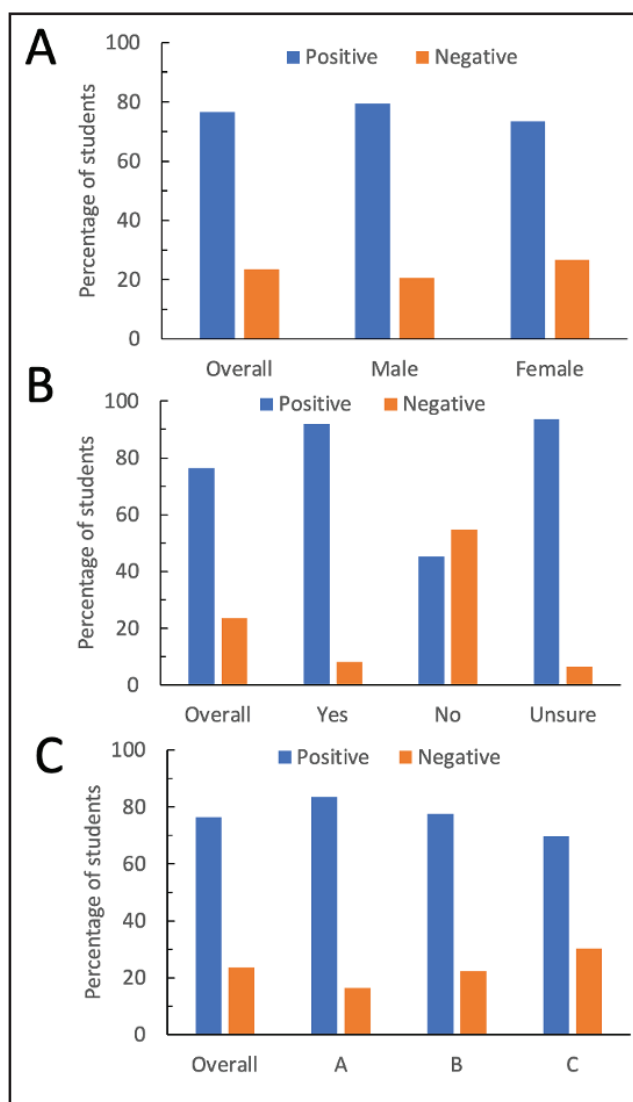 A
Positive Negative
Percentage of students
100
80
60
40
20
0
Overall Male Female
B
Positive Negative
Percentage of students
100
80
60
40
20
0
Overall Yes No Unsure
C
Positive Negative
Percentage of students
100
80
60
40
20
0
Overall A B C